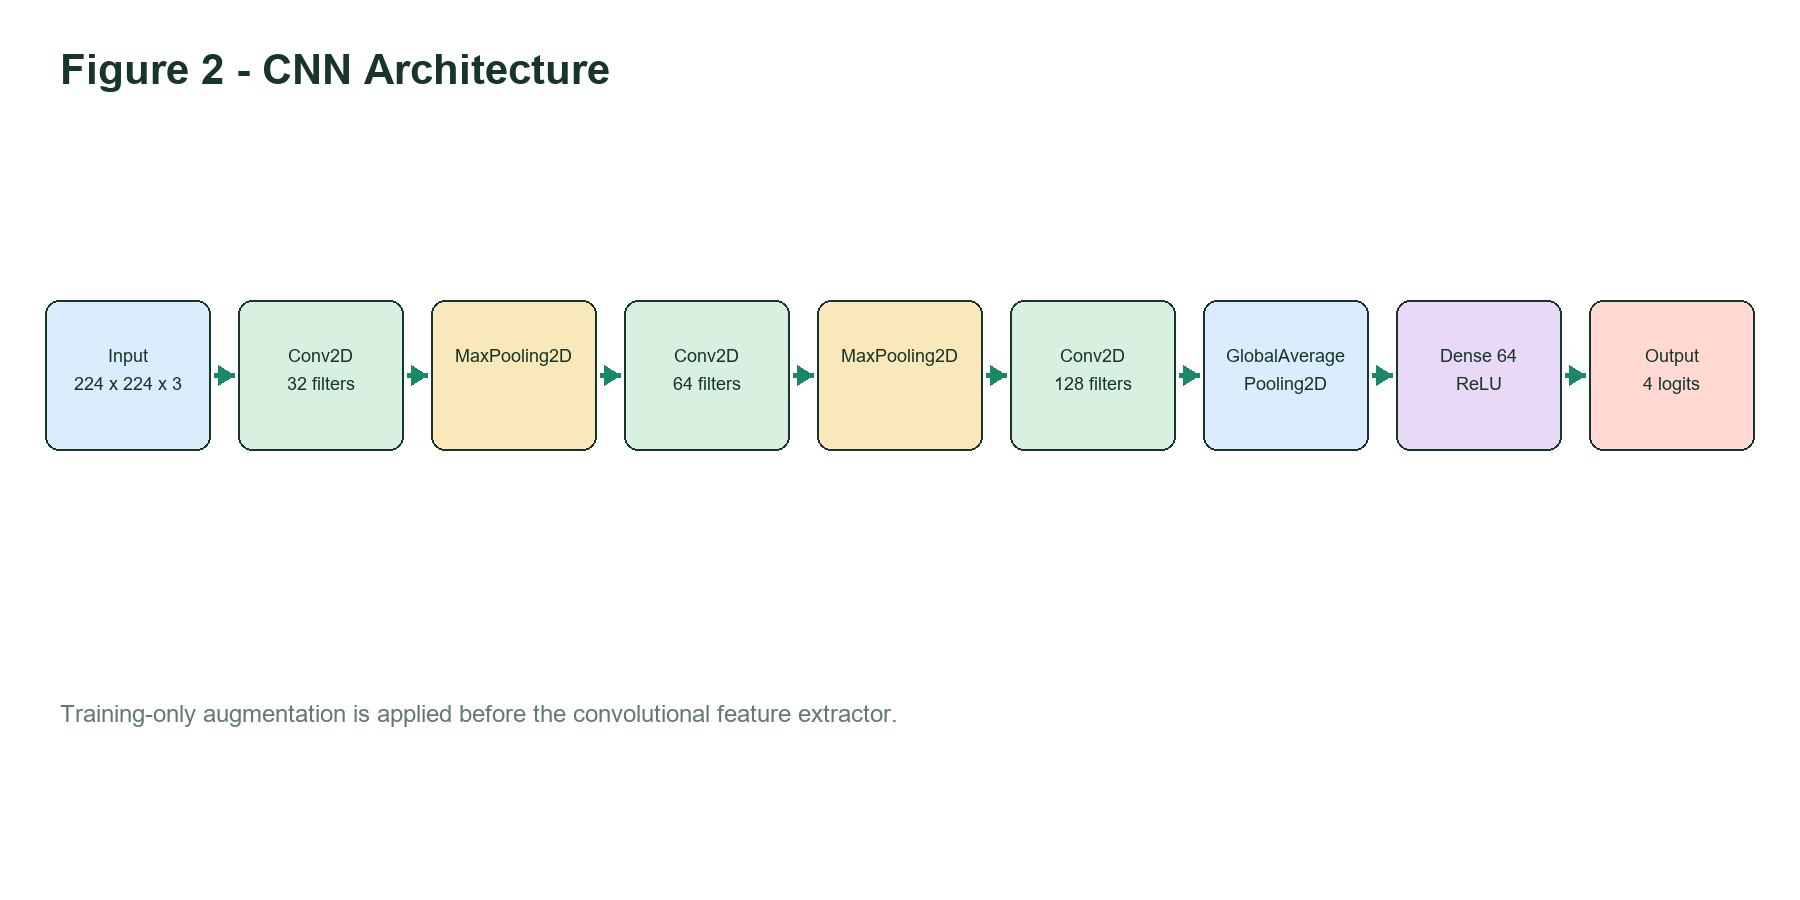 Figure 2 - CNN Architecture
Input
224 x 224 x 3
Conv2D
32 filters
MaxPooling2D
Conv2D
64 filters
MaxPooling2D
Conv2D
128 filters
GlobalAverage
Pooling2D
Dense 64
ReLU
Output
4 logits
Training-only augmentation is applied before the convolutional feature extractor.